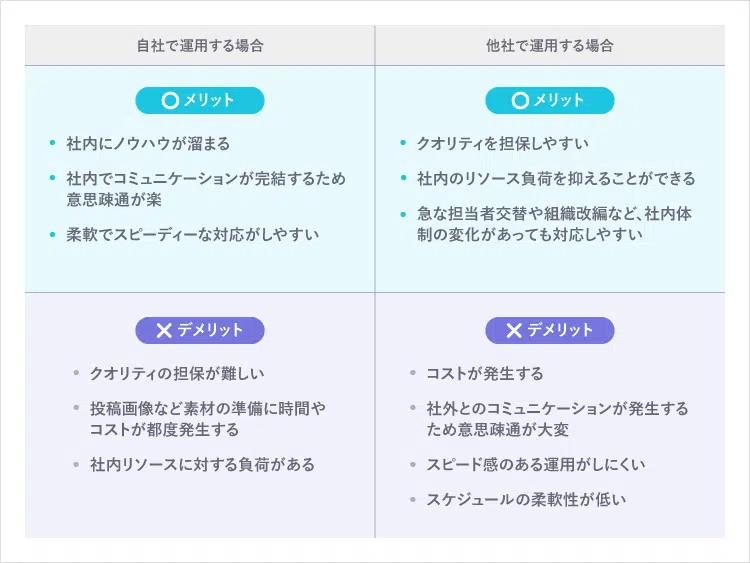 自社で運用する場合
他社で運用する場合
メリット
社内にノウハウが溜まる
社内でコミュニケーションが完結するため
意思疎通が楽
柔軟でスピーディーな対応がしやすい
メリット
クオリティを担保しやすい
社内のリソース負荷を抑えることができる
急な担当者交替や組織改編など、社内体
制の変化があっても対応しやすい
デメリット
クオリティの担保が難しい
投稿画像など素材の準備に時間や
コストが都度発生する
社内リソースに対する負荷がある
デメリット
コストが発生する
社外とのコミュニケーションが発生する
ため意思疎通が大変
スピード感のある運用がしにくい
スケジュールの柔軟性が低い